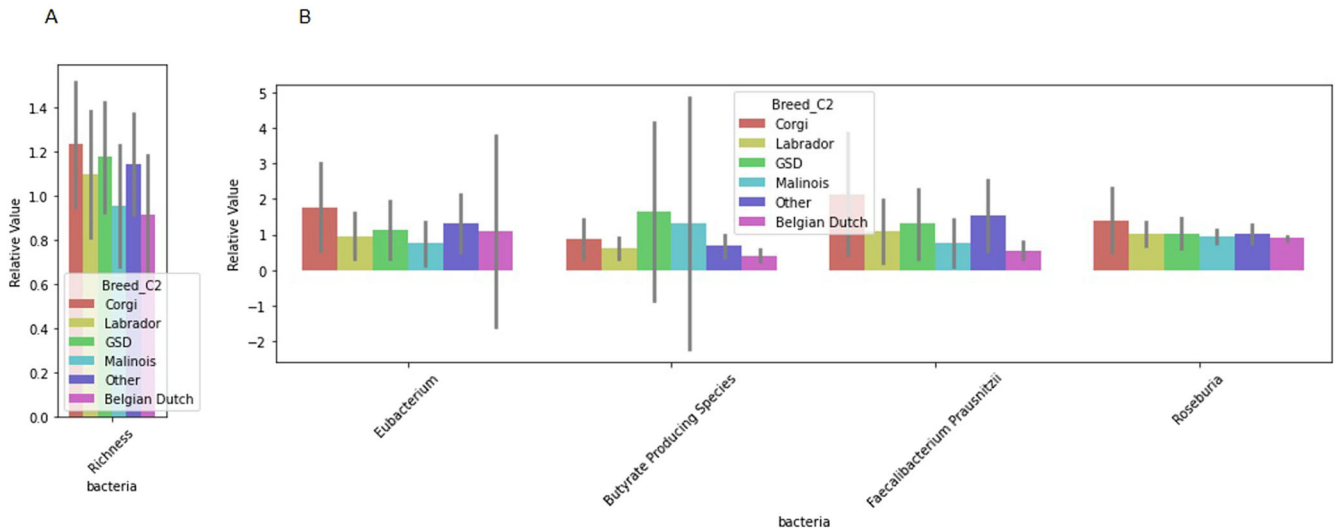 A
B
Relative Value
1.4
1.2
1.0
0.8
0.6
0.4
0.2
0.0
Breed_C2
Corgi
Labrador
GSD
Malinois
Other
Belgian Dutch
Richness
bacteria
Relative Value
5
4
3
2
1
0
−1
−2
Breed_C2
Corgi
Labrador
GSD
Malinois
Other
Belgian Dutch
Eubacterium
Butyrate Producing Species
Faecalibacterium Prausnitzii
Roseburia
bacteria